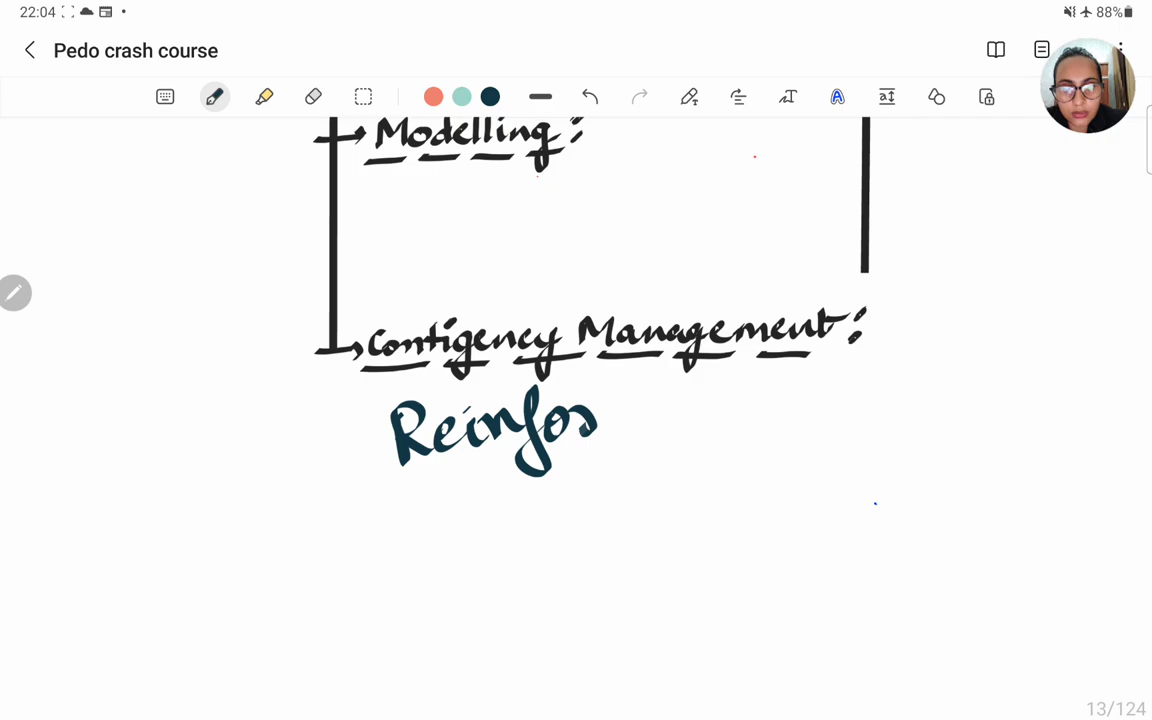 22:04 88%
Pedo crash course
Modelling:
Contigency Management:
Reinfos
13/124